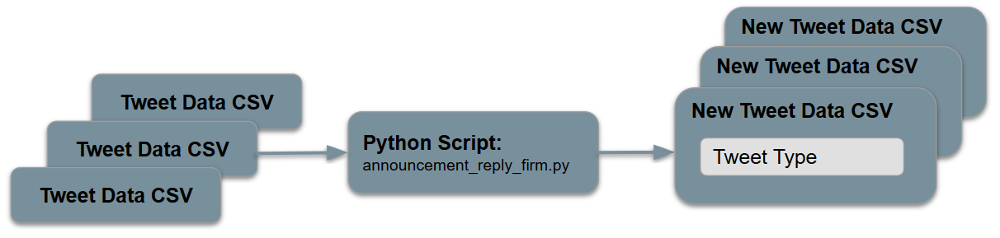 Tweet Data CSV
Tweet Data CSV
Tweet Data CSV
Python Script:
announcement_reply_firm.py
New Tweet Data CSV
New Tweet Data CSV
New Tweet Data CSV
Tweet Type